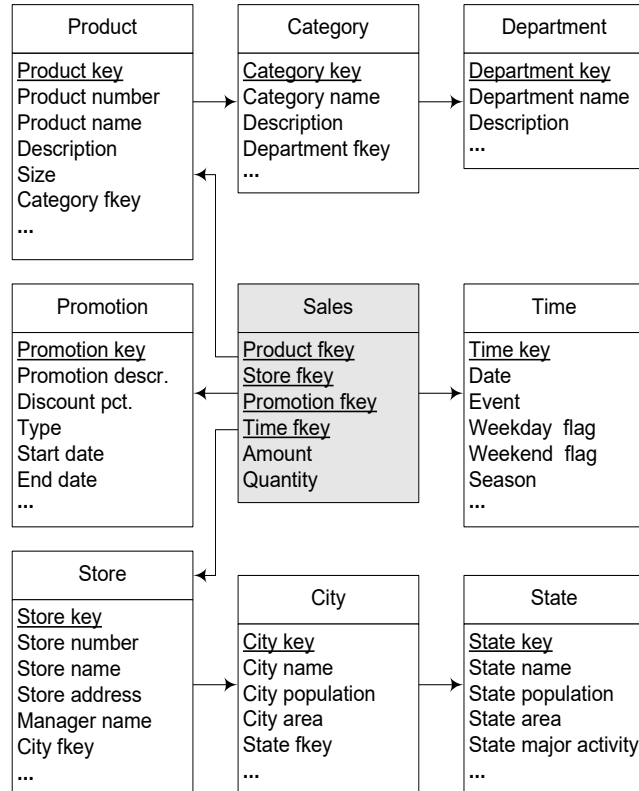 Product
Product key
Product number
Product name
Description
Size
Category fkey
...
Category
Category key
Category name
Description
Department fkey
...
Department
Department key
Department name
Description
...
Promotion
Promotion key
Promotion descr.
Discount pct.
Type
Start date
End date
...
Sales
Product fkey
Store fkey
Promotion fkey
Time fkey
Amount
Quantity
Time
Time key
Date
Event
Weekday flag
Weekend flag
Season
...
Store
Store key
Store number
Store name
Store address
Manager name
City fkey
...
City
City key
City name
City population
City area
State fkey
...
State
State key
State name
State population
State area
State major activity
...